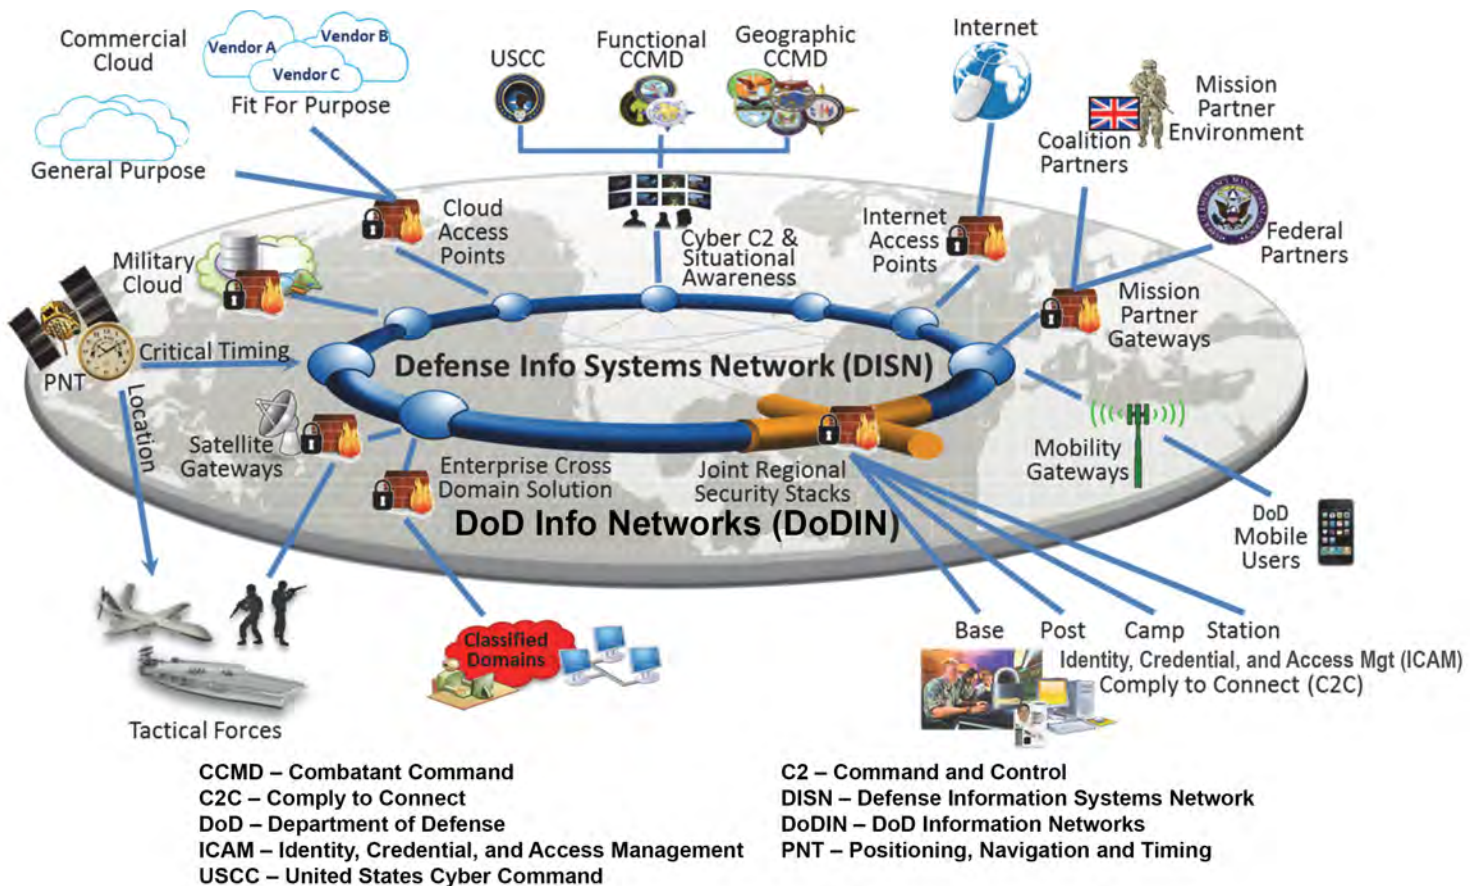 Commercial
Cloud
Vendor A
Vendor B
Vendor C
Fit For Purpose
General Purpose
USCC
Functional
CCMD
Geographic
CCMD
Internet
Mission
Partner
Environment
Coalition
Partners
Federal
Partners
Cloud
Access
Points
Cyber C2 &
Situational
Awareness
Internet
Access
Points
Military
Cloud
Mission
Partner
Gateways
PNT
Critical Timing
Location
Defense Info Systems Network (DISN)
Satellite
Gateways
Enterprise Cross
Domain Solution
Joint Regional
Security Stacks
Mobility
Gateways
DoD Info Networks (DoDIN)
DoD
Mobile
Users
Tactical Forces
Classified
Domains
Base
Post
Camp
Station
Identity, Credential, and Access Mgt (ICAM)
Comply to Connect (C2C)
CCMD – Combatant Command
C2C – Comply to Connect
DoD – Department of Defense
ICAM – Identity, Credential, and Access Management
USCC – United States Cyber Command
C2 – Command and Control
DISN – Defense Information Systems Network
DoDIN – DoD Information Networks
PNT – Positioning, Navigation and Timing